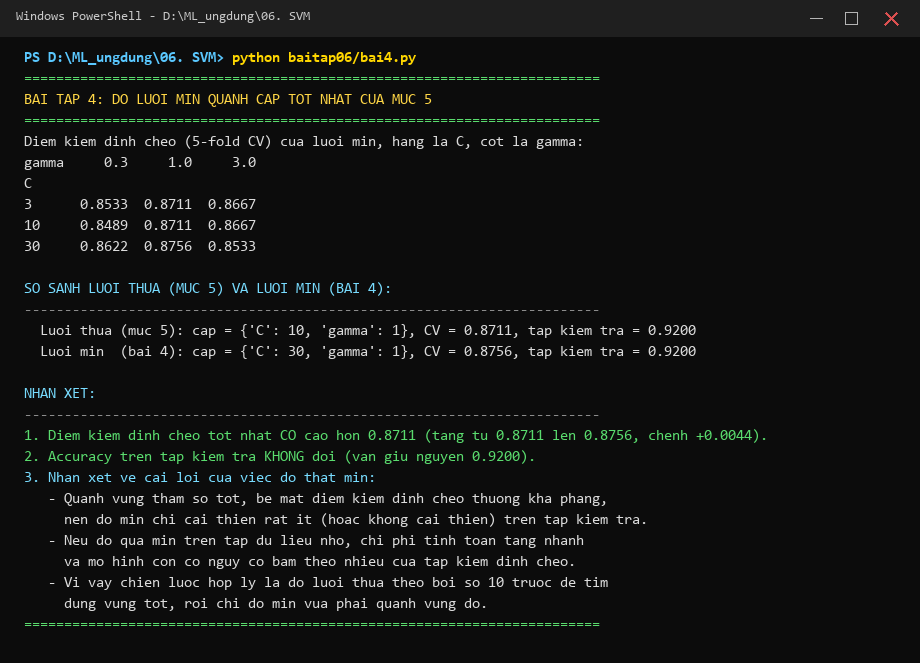 Windows PowerShell - D:\ML_ungdung\06. SVM
PS D:\ML_ungdung\06. SVM> python baitap06/bai4.py
========================================================================
BAI TAP 4: DO LUOI MIN QUANH CAP TOT NHAT CUA MUC 5
========================================================================
Diem kiem dinh cheo (5-fold CV) cua luoi min, hang la C, cot la gamma:
gamma     0.3     1.0     3.0
C
3      0.8533  0.8711  0.8667
10     0.8489  0.8711  0.8667
30     0.8622  0.8756  0.8533
SO SANH LUOI THUA (MUC 5) VA LUOI MIN (BAI 4):
------------------------------------------------------------------------
  Luoi thua (muc 5): cap = {'C': 10, 'gamma': 1}, CV = 0.8711, tap kiem tra = 0.9200
  Luoi min  (bai 4): cap = {'C': 30, 'gamma': 1}, CV = 0.8756, tap kiem tra = 0.9200
NHAN XET:
------------------------------------------------------------------------
1. Diem kiem dinh cheo tot nhat CO cao hon 0.8711 (tang tu 0.8711 len 0.8756, chenh +0.0044).
2. Accuracy tren tap kiem tra KHONG doi (van giu nguyen 0.9200).
3. Nhan xet ve cai loi cua viec do that min:
   - Quanh vung tham so tot, be mat diem kiem dinh cheo thuong kha phang,
     nen do min chi cai thien rat it (hoac khong cai thien) tren tap kiem tra.
   - Neu do qua min tren tap du lieu nho, chi phi tinh toan tang nhanh
     va mo hinh con co nguy co bam theo nhieu cua tap kiem dinh cheo.
   - Vi vay chien luoc hop ly la do luoi thua theo boi so 10 truoc de tim
     dung vung tot, roi chi do min vua phai quanh vung do.
========================================================================